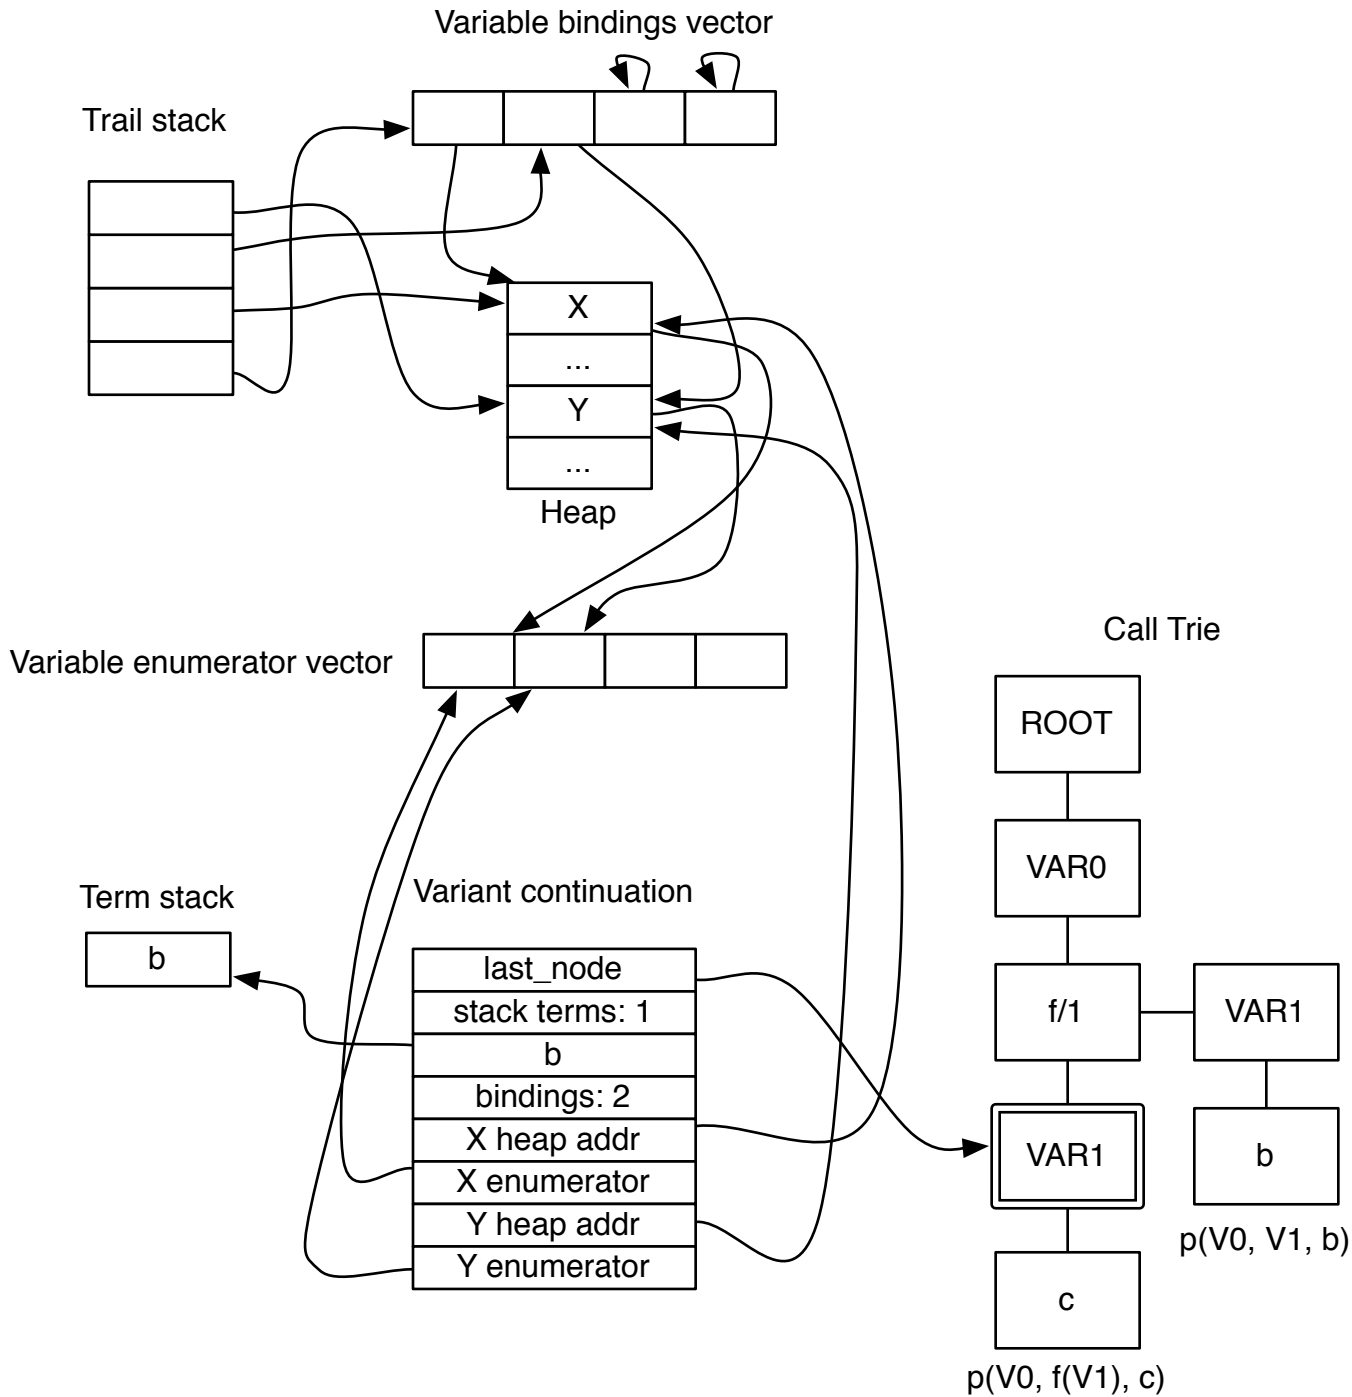 Variable bindings vector
Trail stack
X
...
Y
...
Heap
Variable enumerator vector
Call Trie
ROOT
VAR0
Term stack
b
Variant continuation
last_node
stack terms: 1
b
bindings: 2
X heap addr
X enumerator
Y heap addr
Y enumerator
f/1
VAR1
VAR1
b
p(V0, V1, b)
c
p(V0, f(V1), c)